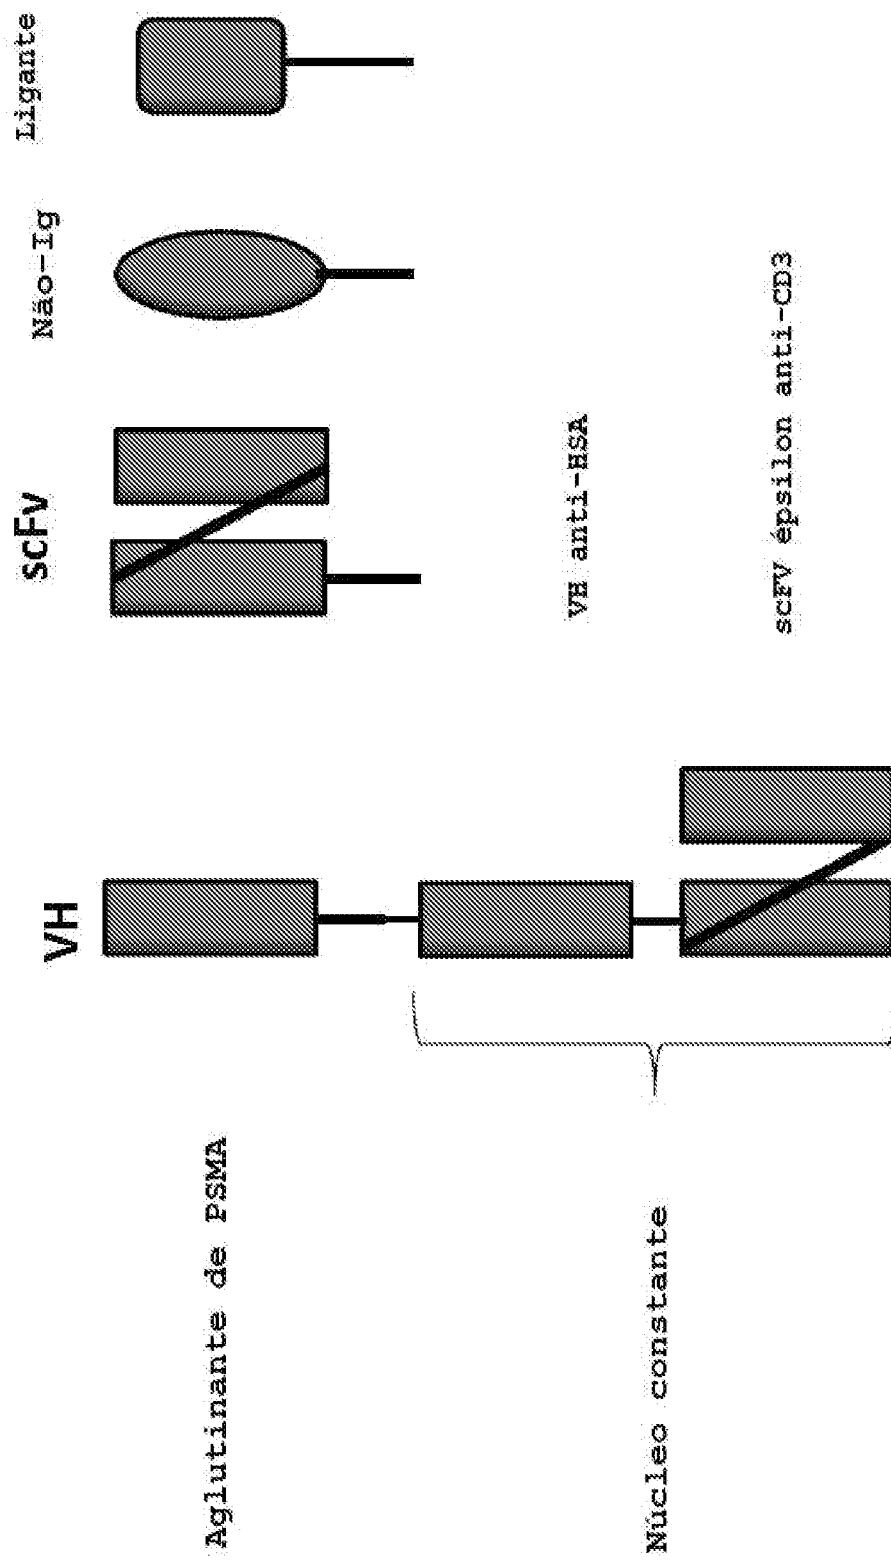 VH
scFv
Não-Ig
Ligante
Aglutinante de PSMA
VH anti-HSA
Núcleo constante
scFV épsilon anti-CD3